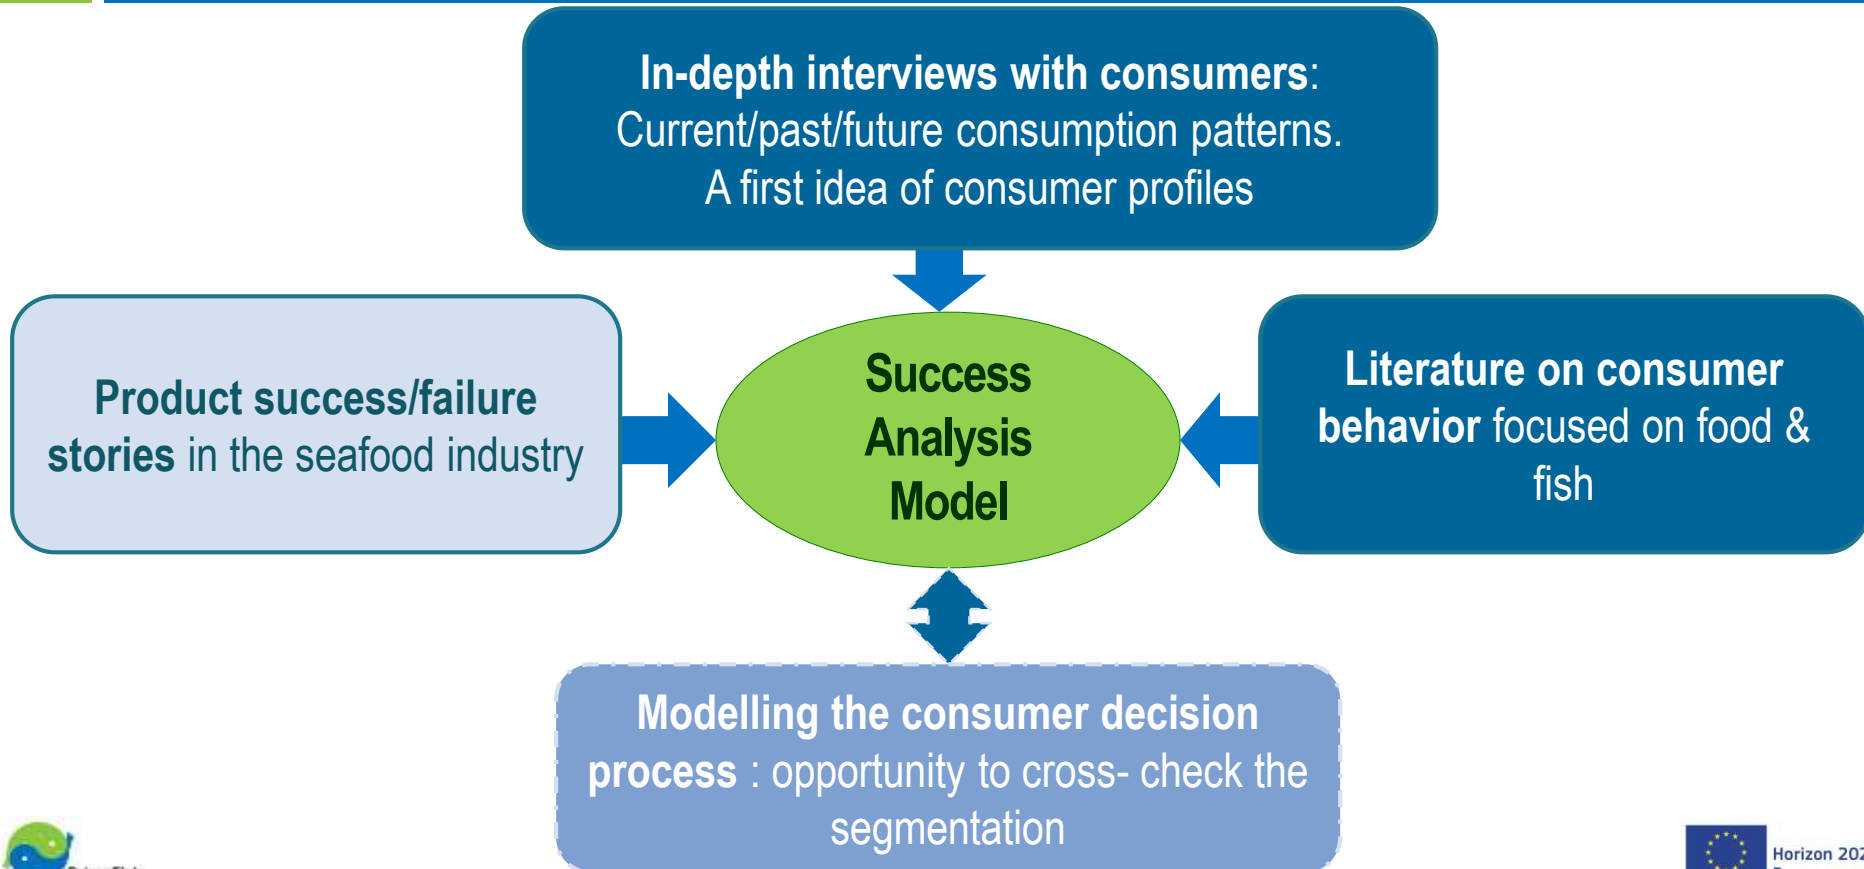 In-depth interviews with consumers:
Current/past/future consumption patterns.
A first idea of consumer profiles
Product success/failure
stories in the seafood industry
Success
Analysis
Model
Literature on consumer
behavior focused on food &
fish
Modelling the consumer decision
process : opportunity to cross- check the
segmentation
Horizon 202